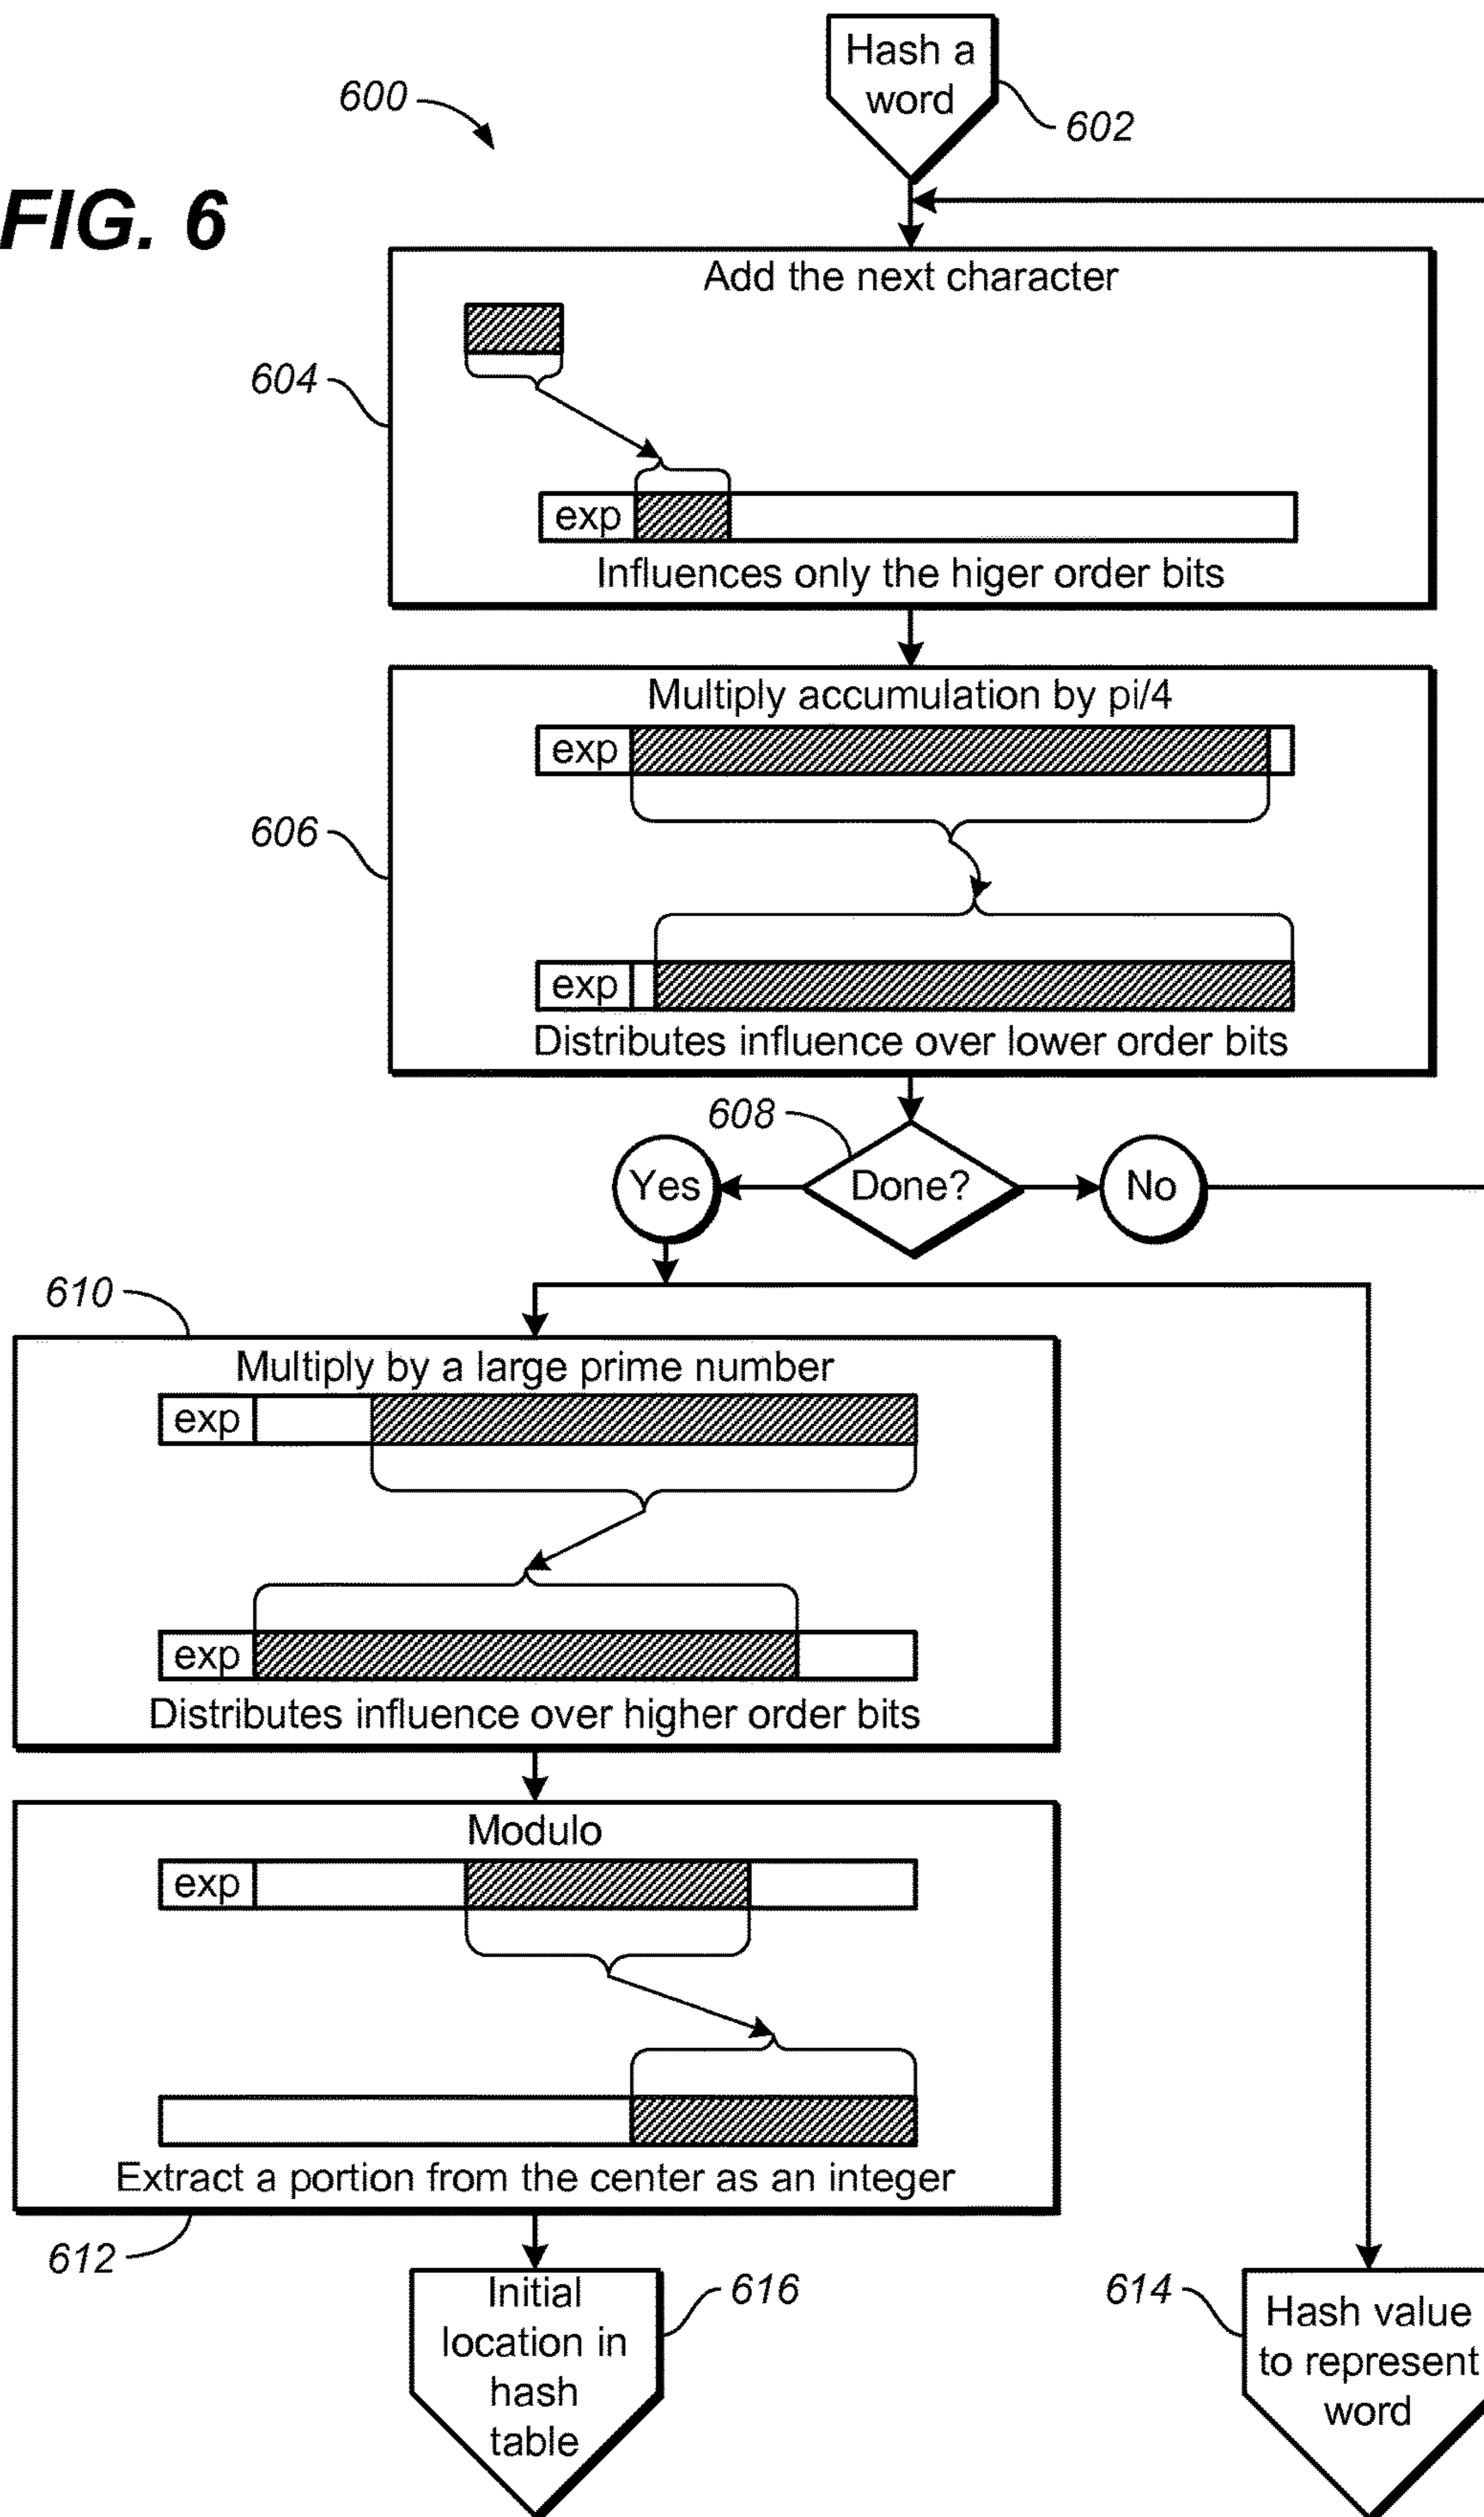 Hash a
word
600
602
FIG. 6
Add the next character
604
exp
Influences only the higer order bits
Multiply accumulation by pi/4
exp
606
exp
Distributes influence over lower order bits
608
Yes
Done?
No
610
Multiply by a large prime number
exp
exp
Distributes influence over higher order bits
Modulo
exp
Extract a portion from the center as an integer
612
Initial
location in
hash
table
616
614
Hash value
to represent
word